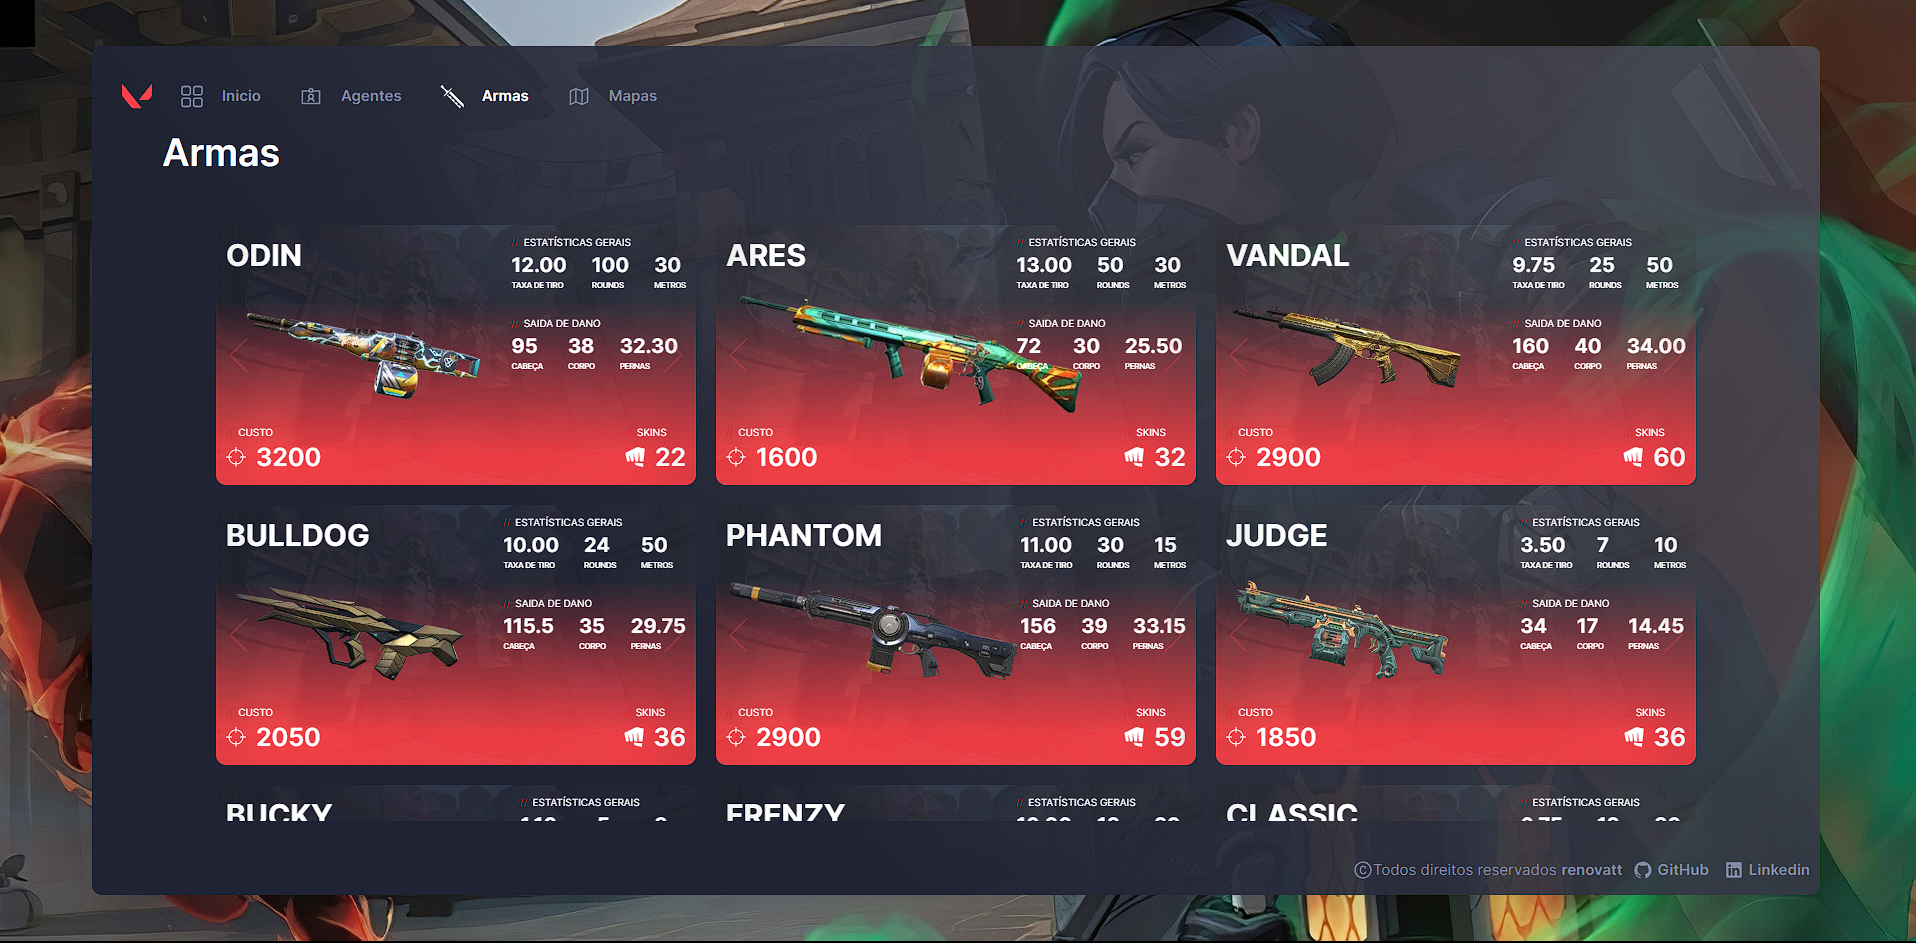 Inicio
Agentes
Armas
Mapas
Armas
ODIN
// ESTATÍSTICAS GERAIS
12.00 100 30
TAXA DE TIRO ROUNDS METROS
// SAIDA DE DANO
95 38 32.30
CABEÇA CORPO PERNAS
// CUSTO
3200
// SKINS
22
ARES
// ESTATÍSTICAS GERAIS
13.00 50 30
TAXA DE TIRO ROUNDS METROS
// SAIDA DE DANO
72 30 25.50
CABEÇA CORPO PERNAS
// CUSTO
1600
// SKINS
32
VANDAL
// ESTATÍSTICAS GERAIS
9.75 25 50
TAXA DE TIRO ROUNDS METROS
// SAIDA DE DANO
160 40 34.00
CABEÇA CORPO PERNAS
// CUSTO
2900
// SKINS
60
BULLDOG
// ESTATÍSTICAS GERAIS
10.00 24 50
TAXA DE TIRO ROUNDS METROS
// SAIDA DE DANO
115.5 35 29.75
CABEÇA CORPO PERNAS
// CUSTO
2050
// SKINS
36
PHANTOM
// ESTATÍSTICAS GERAIS
11.00 30 15
TAXA DE TIRO ROUNDS METROS
// SAIDA DE DANO
156 39 33.15
CABEÇA CORPO PERNAS
// CUSTO
2900
// SKINS
59
JUDGE
// ESTATÍSTICAS GERAIS
3.50 7 10
TAXA DE TIRO ROUNDS METROS
// SAIDA DE DANO
34 17 14.45
CABEÇA CORPO PERNAS
// CUSTO
1850
// SKINS
36
BUCKY
// ESTATÍSTICAS GERAIS
FRENZY
// ESTATÍSTICAS GERAIS
CLASSIC
// ESTATÍSTICAS GERAIS
©Todos direitos reservados renovatt GitHub Linkedin